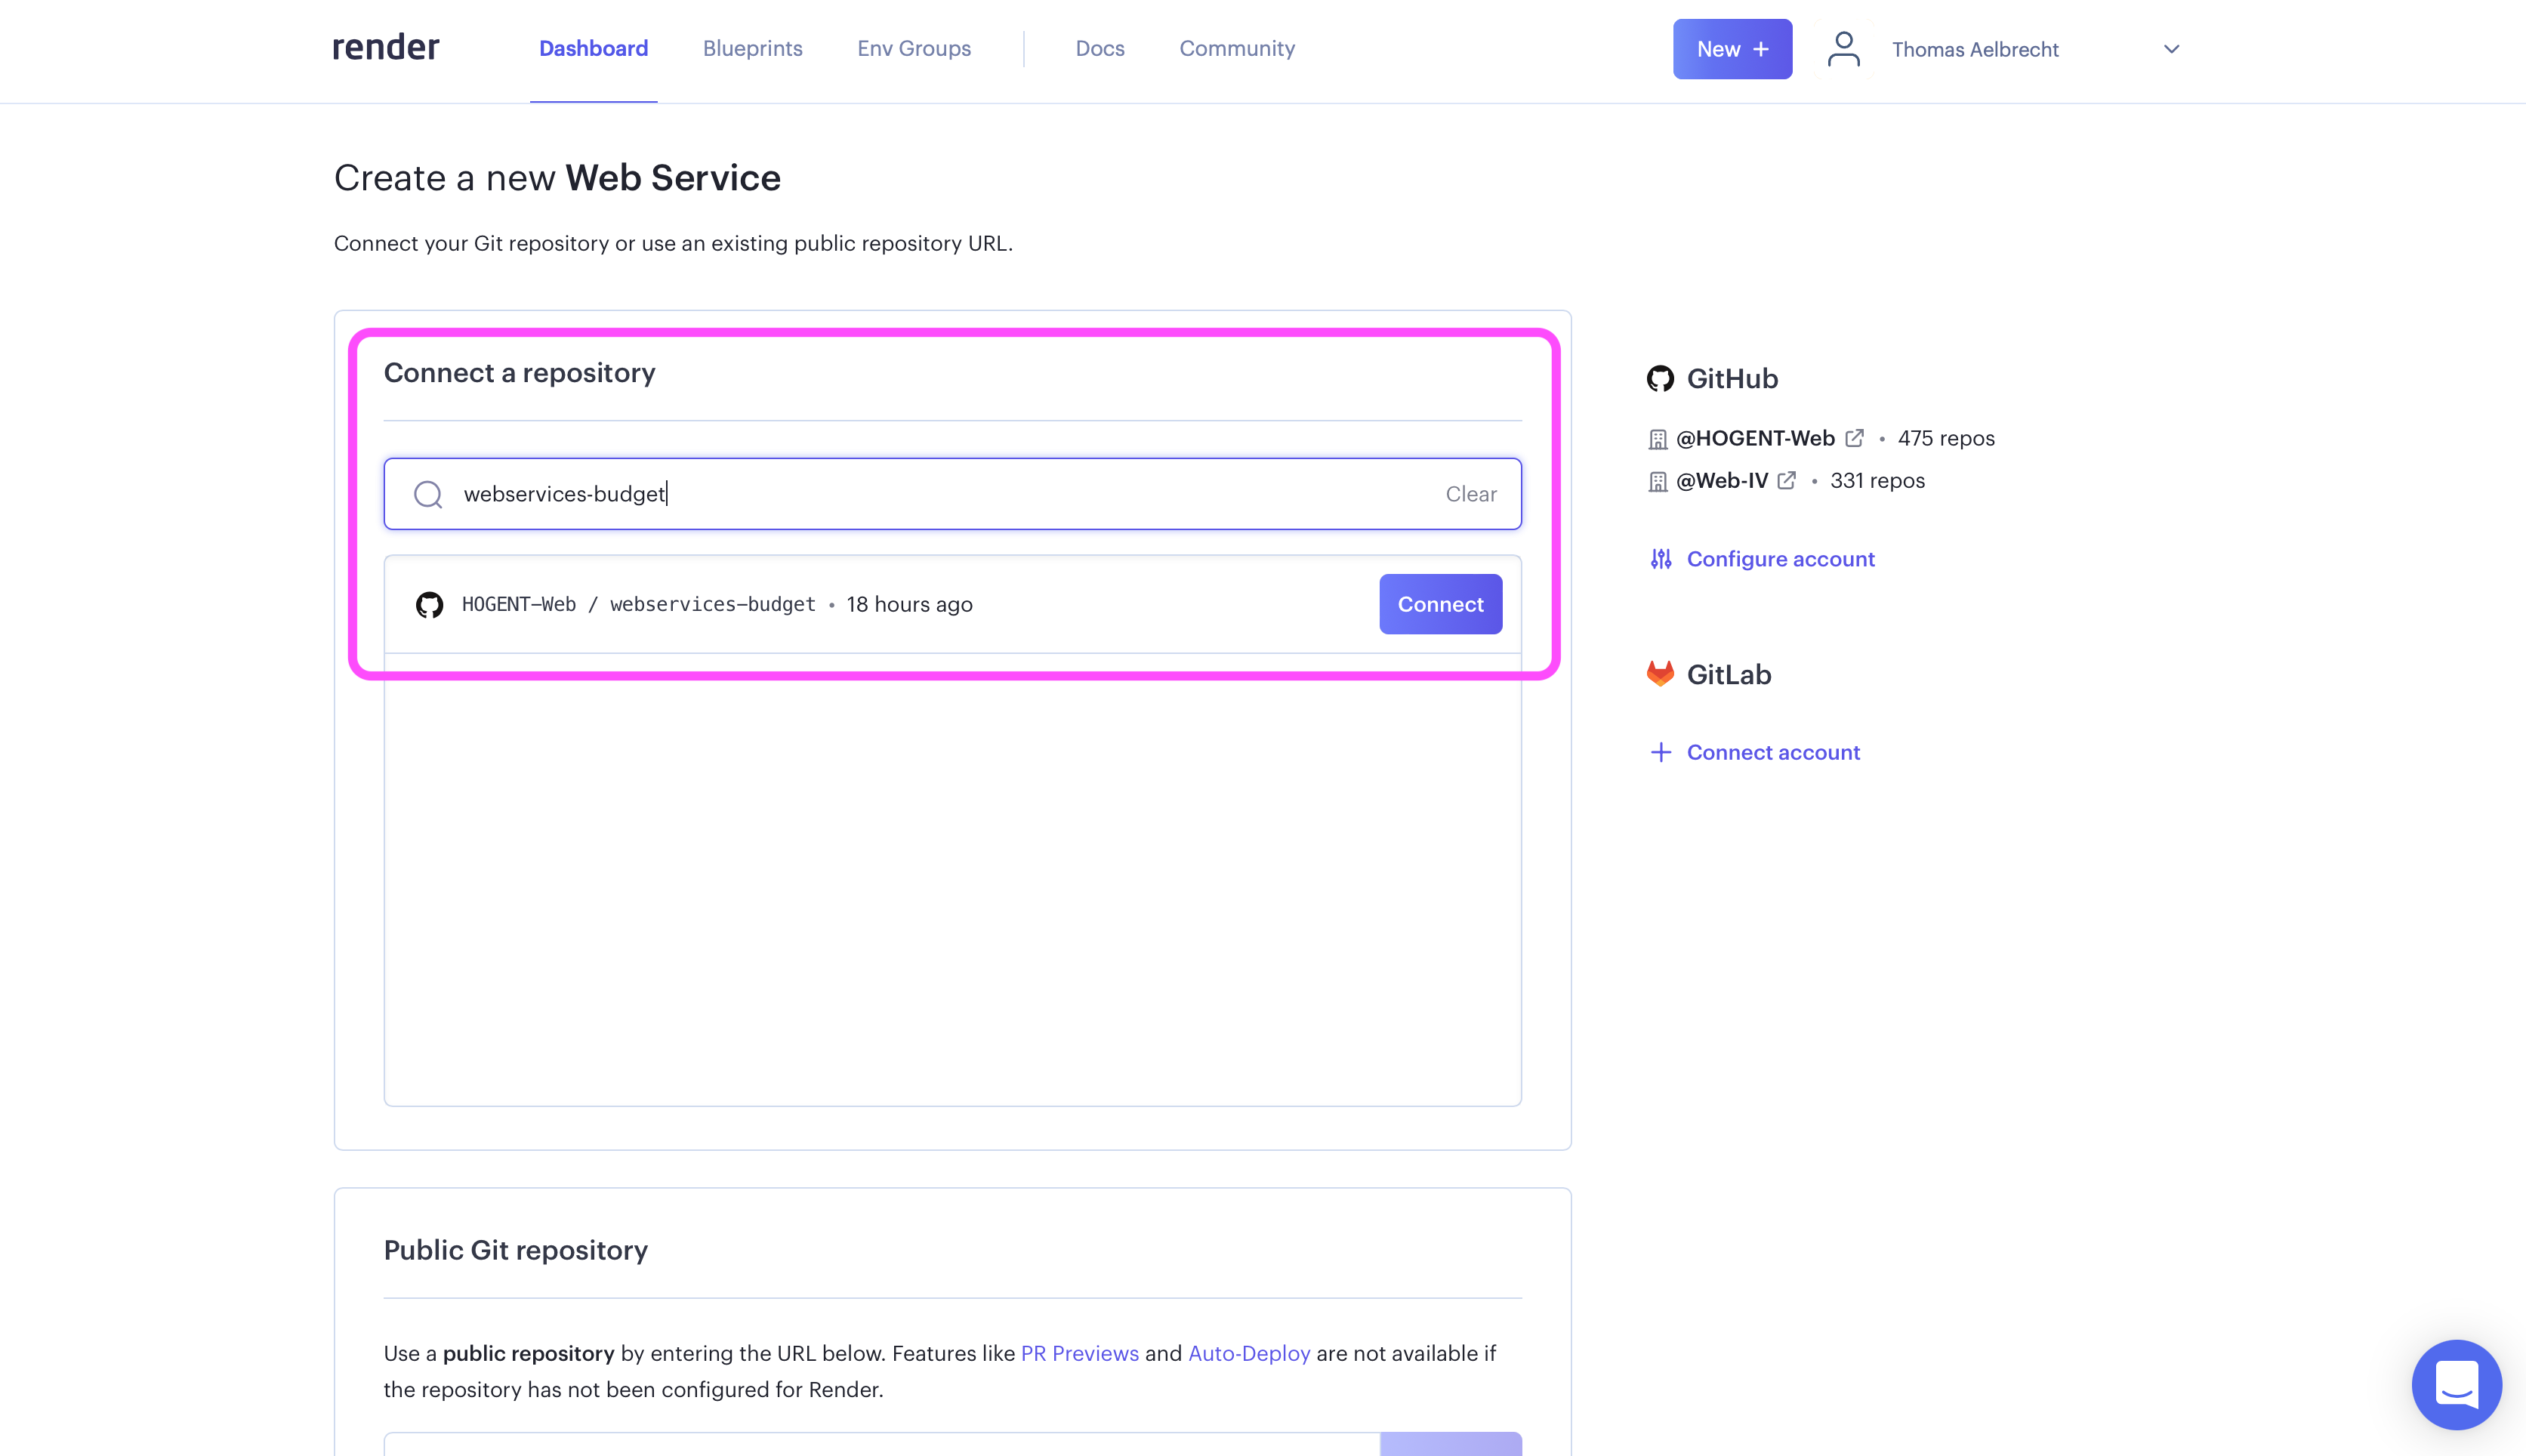 render Dashboard Blueprints Env Groups Docs Community New + Thomas Aelbrecht
Create a new Web Service
Connect your Git repository or use an existing public repository URL.
Connect a repository
webservices-budget Clear
HOGENT-Web / webservices-budget • 18 hours ago Connect
GitHub
@HOGENT-Web • 475 repos
@Web-IV • 331 repos
Configure account
GitLab
Connect account
Public Git repository
Use a public repository by entering the URL below. Features like PR Previews and Auto-Deploy are not available if
the repository has not been configured for Render.